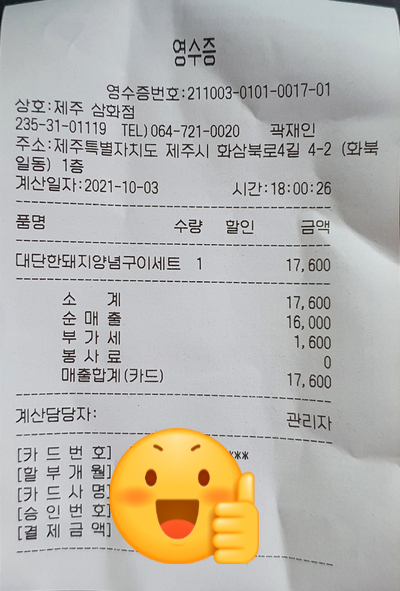 영수증
영수증번호:211003-0101-0017-01
상호:제주 삼화점
235-31-01119 TEL)064-721-0020 곽재인
주소:제주특별자치도 제주시 화삼북로4길 4-2 (화북
일동) 1층
계산일자:2021-10-03 시간:18:00:26
품명 수량 할인 금액
대단한돼지양념구이세트 1 17,600
소 계 17,600
순 매 출 16,000
부 가 세 1,600
봉 사 료 0
매출합계(카드) 17,600
계산담당자: 관리자
[카 드 번 호] **
[할 부 개 월]
[카 드 사 명]
[승 인 번 호]
[결 제 금 액]